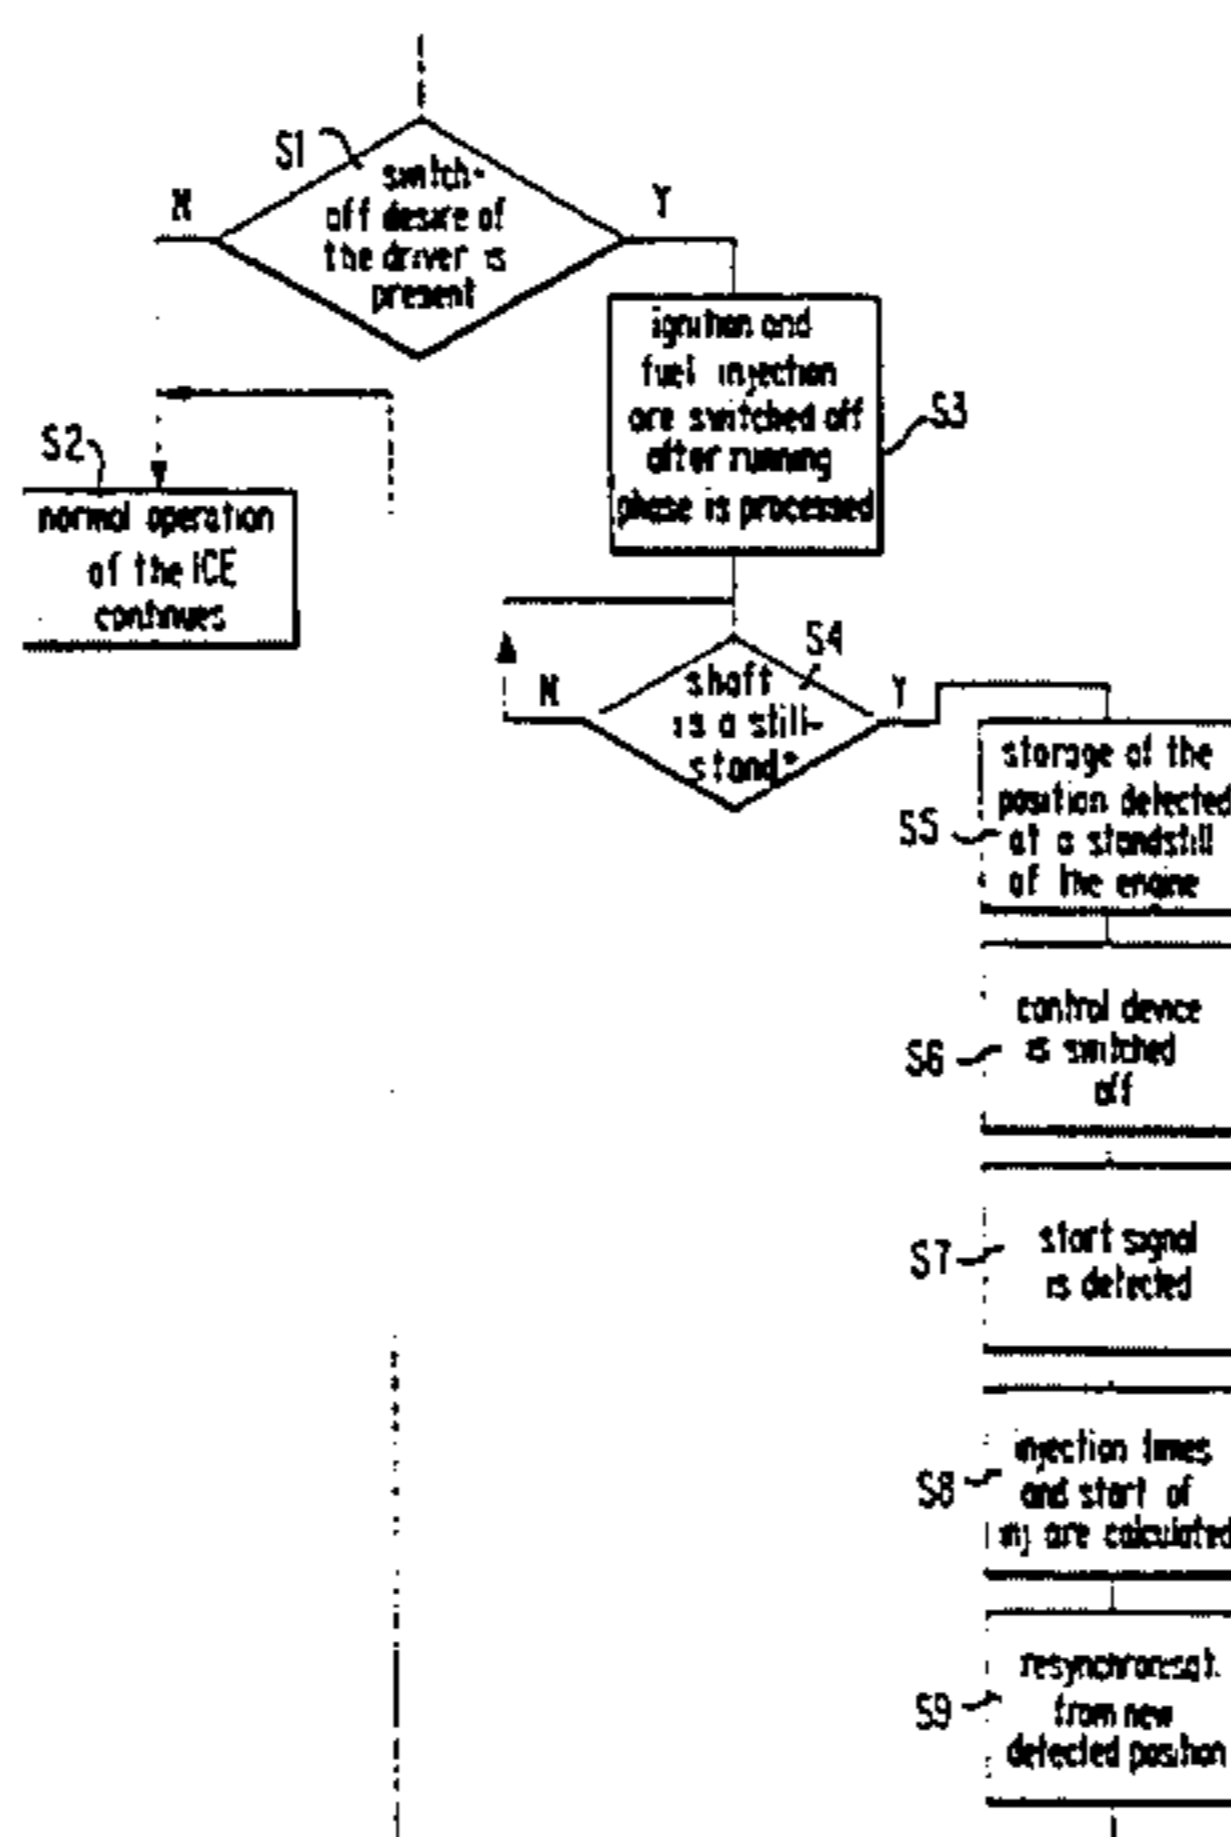 S1
switch-
off desire of
the driver is
present
N
Y
ignition and
fuel injection
are switched off
after running
phase is processed
S3
S2
normal operation
of the ICE
continues
S4
shaft
is a still-
stand?
N
Y
S5
storage of the
position detected
at a standstill
of the engine
S6
control device
is switched
off
S7
start signal
is detected
S8
injection times
and start of
inj are calculated
S9
resynchronisat.
from new
detected position